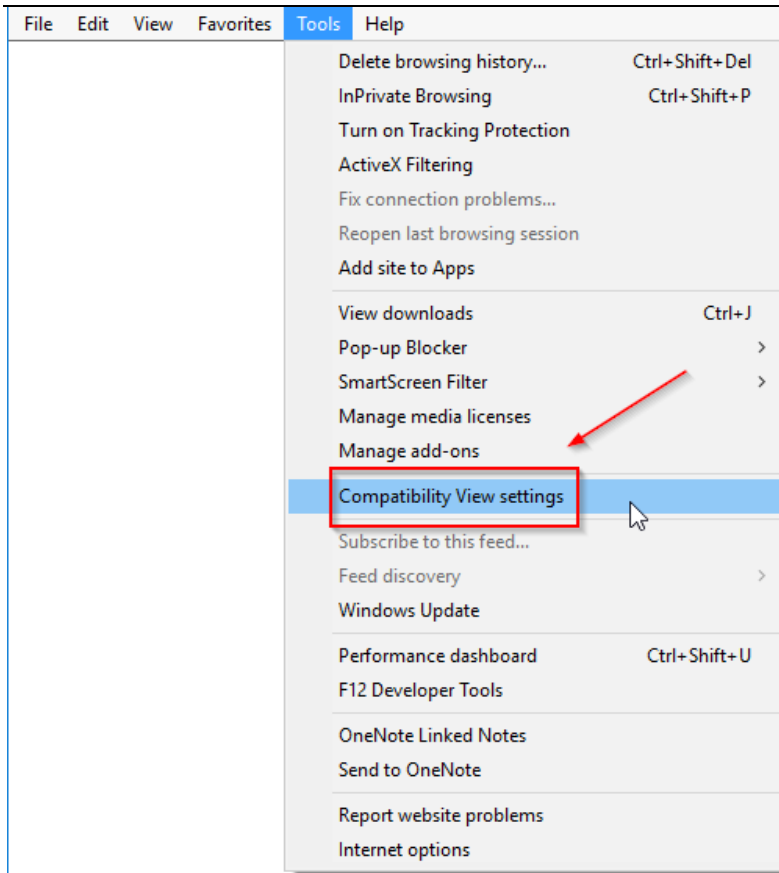 File Edit View Favorites Tools Help
Delete browsing history... Ctrl+Shift+Del
InPrivate Browsing Ctrl+Shift+P
Turn on Tracking Protection
ActiveX Filtering
Fix connection problems...
Reopen last browsing session
Add site to Apps
View downloads Ctrl+J
Pop-up Blocker
SmartScreen Filter
Manage media licenses
Manage add-ons
Compatibility View settings
Subscribe to this feed...
Feed discovery
Windows Update
Performance dashboard Ctrl+Shift+U
F12 Developer Tools
OneNote Linked Notes
Send to OneNote
Report website problems
Internet options